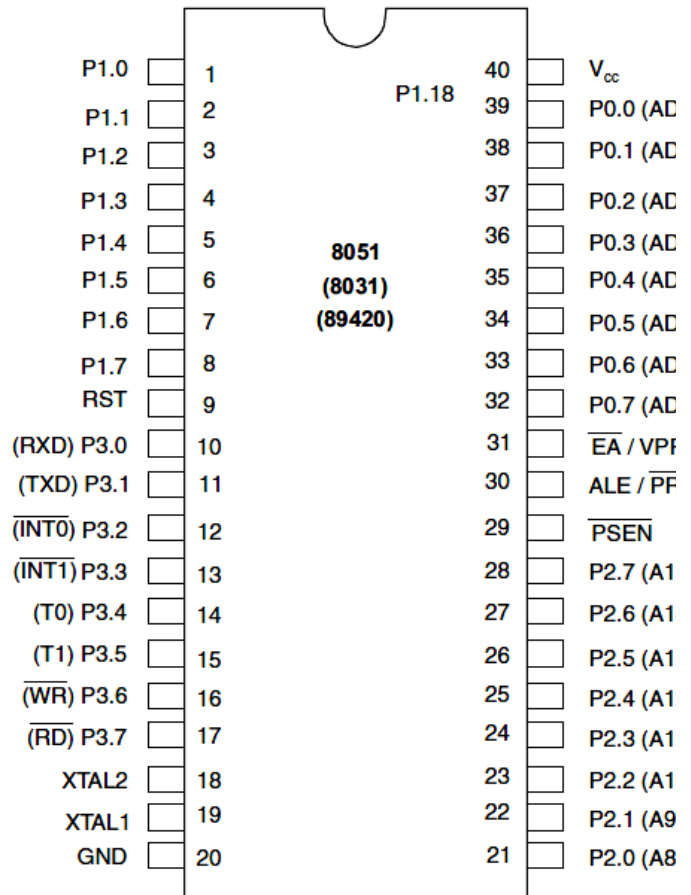 P1.0 1 40 Vcc
P1.18
P1.1 2 39 P0.0 (AD
P1.2 3 38 P0.1 (AD
P1.3 4 37 P0.2 (AD
P1.4 5 36 P0.3 (AD
8051
P1.5 6 35 P0.4 (AD
(8031)
P1.6 7 34 P0.5 (AD
(89420)
P1.7 8 33 P0.6 (AD
RST 9 32 P0.7 (AD
(RXD) P3.0 10 31 E̅A̅ / VPP
(TXD) P3.1 11 30 ALE / P̅R̅
(I̅N̅T̅0̅) P3.2 12 29 P̅S̅E̅N̅
(I̅N̅T̅1̅) P3.3 13 28 P2.7 (A1
(T0) P3.4 14 27 P2.6 (A1
(T1) P3.5 15 26 P2.5 (A1
(W̅R̅) P3.6 16 25 P2.4 (A1
(R̅D̅) P3.7 17 24 P2.3 (A1
XTAL2 18 23 P2.2 (A1
XTAL1 19 22 P2.1 (A9
GND 20 21 P2.0 (A8